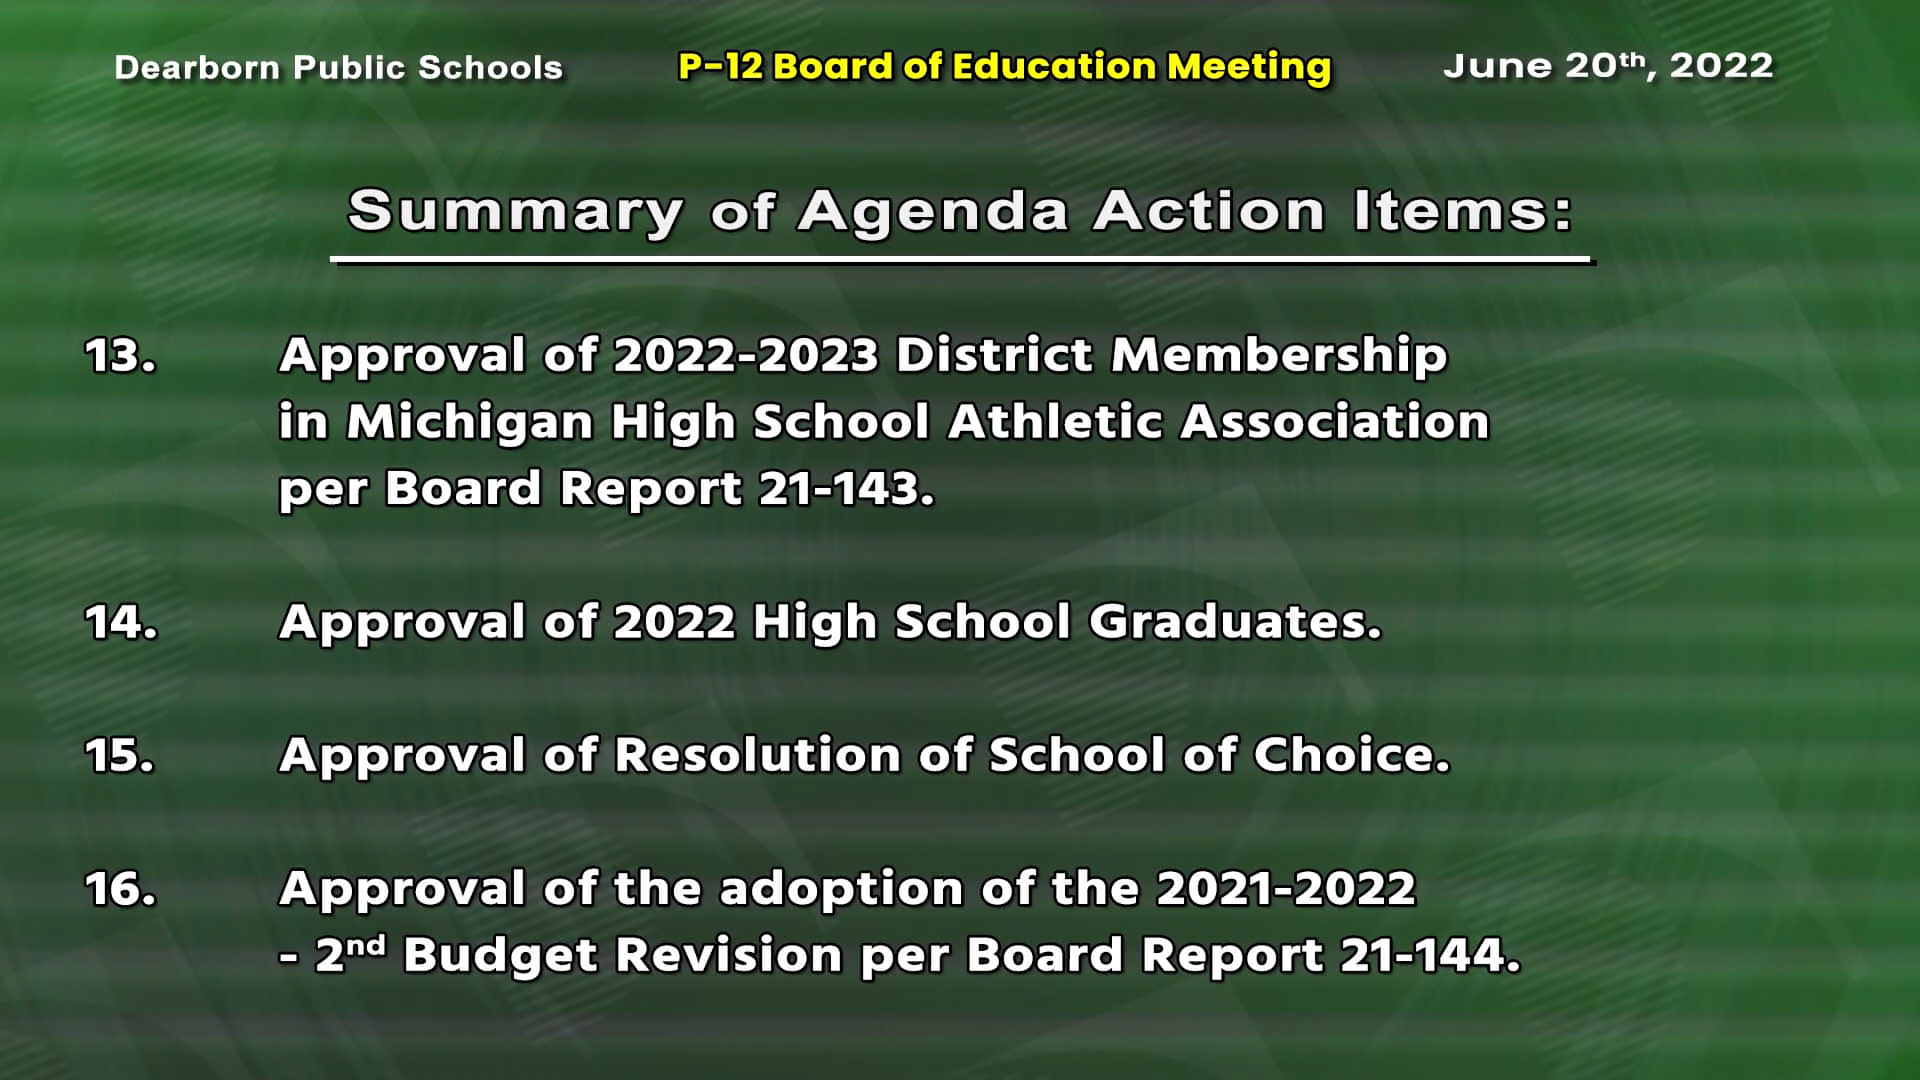 Dearborn Public Schools P-12 Board of Education Meeting June 20th, 2022
Summary of Agenda Action Items:
13. Approval of 2022-2023 District Membership
in Michigan High School Athletic Association
per Board Report 21-143.
14. Approval of 2022 High School Graduates.
15. Approval of Resolution of School of Choice.
16. Approval of the adoption of the 2021-2022
- 2nd Budget Revision per Board Report 21-144.